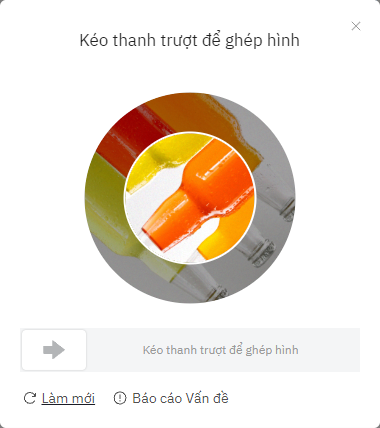 Kéo thanh trượt để ghép hình
Kéo thanh trượt để ghép hình
Làm mới Báo cáo Vấn đề